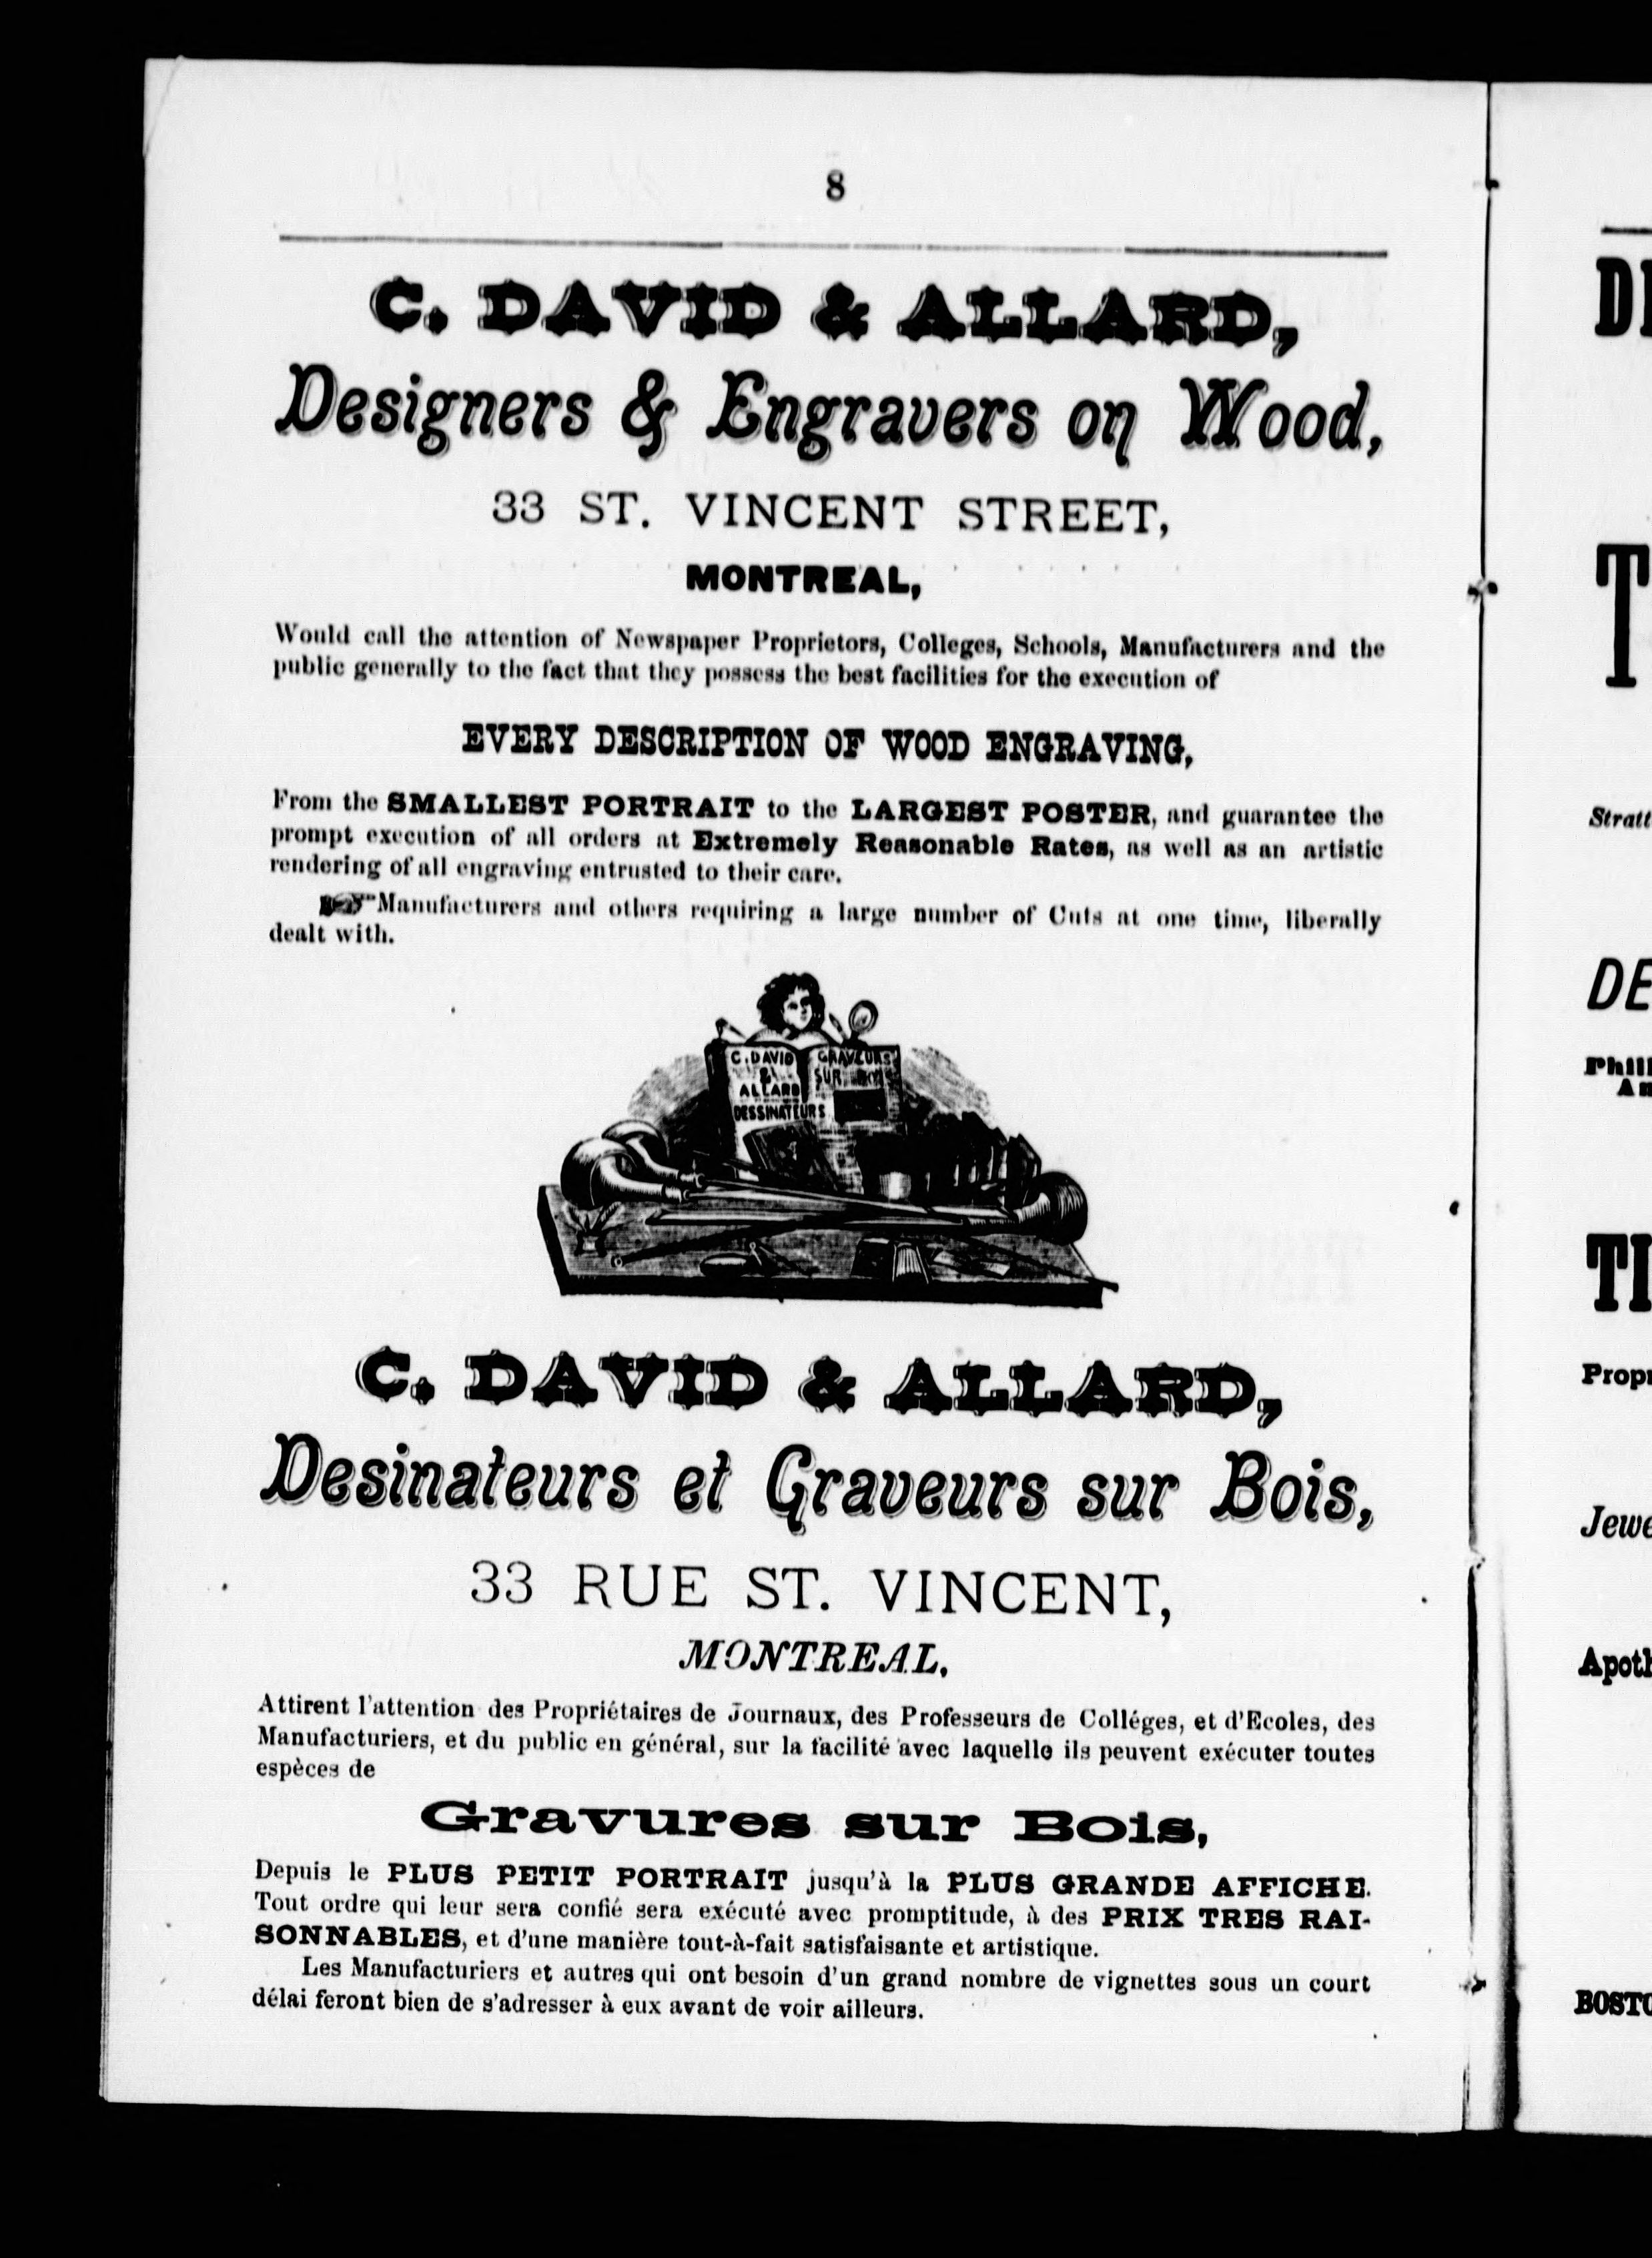 8
C. DAVID & ALLARD,
Designers & Engravers on Wood,
33 ST. VINCENT STREET,
MONTREAL,
Would call the attention of Newspaper Proprietors, Colleges, Schools, Manufacturers and the
public generally to the fact that they possess the best facilities for the execution of
EVERY DESCRIPTION OF WOOD ENGRAVING,
From the SMALLEST PORTRAIT to the LARGEST POSTER, and guarantee the
prompt execution of all orders at Extremely Reasonable Rates, as well as an artistic
rendering of all engraving entrusted to their care.
Manufacturers and others requiring a large number of Cuts at one time, liberally
dealt with.
C. DAVID
&
ALLARD
DESSINATEURS
GRAVEURS
SUR BOIS
C. DAVID & ALLARD,
Desinateurs et Graveurs sur Bois,
33 RUE ST. VINCENT,
MONTREAL,
Attirent l'attention des Propriétaires de Journaux, des Professeurs de Colléges, et d'Ecoles, des
Manufacturiers, et du public en général, sur la facilité avec laquelle ils peuvent exécuter toutes
espèces de
Gravures sur Bois,
Depuis le PLUS PETIT PORTRAIT jusqu'à la PLUS GRANDE AFFICHE.
Tout ordre qui leur sera confié sera exécuté avec promptitude, à des PRIX TRES RAI-
SONNABLES, et d'une manière tout-à-fait satisfaisante et artistique.
Les Manufacturiers et autres qui ont besoin d'un grand nombre de vignettes sous un court
délai feront bien de s'adresser à eux avant de voir ailleurs.